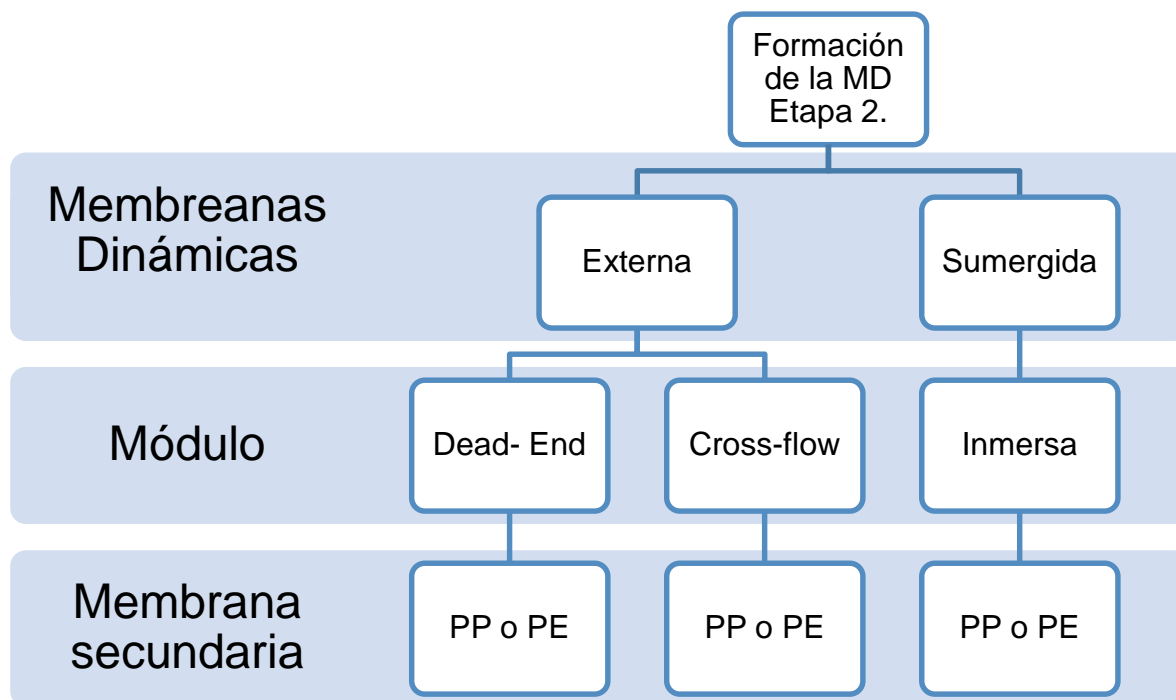 Formación
de la MD
Etapa 2.
Membreanas
Dinámicas
Externa
Sumergida
Módulo
Dead- End
Cross-flow
Inmersa
Membrana
secundaria
PP o PE
PP o PE
PP o PE